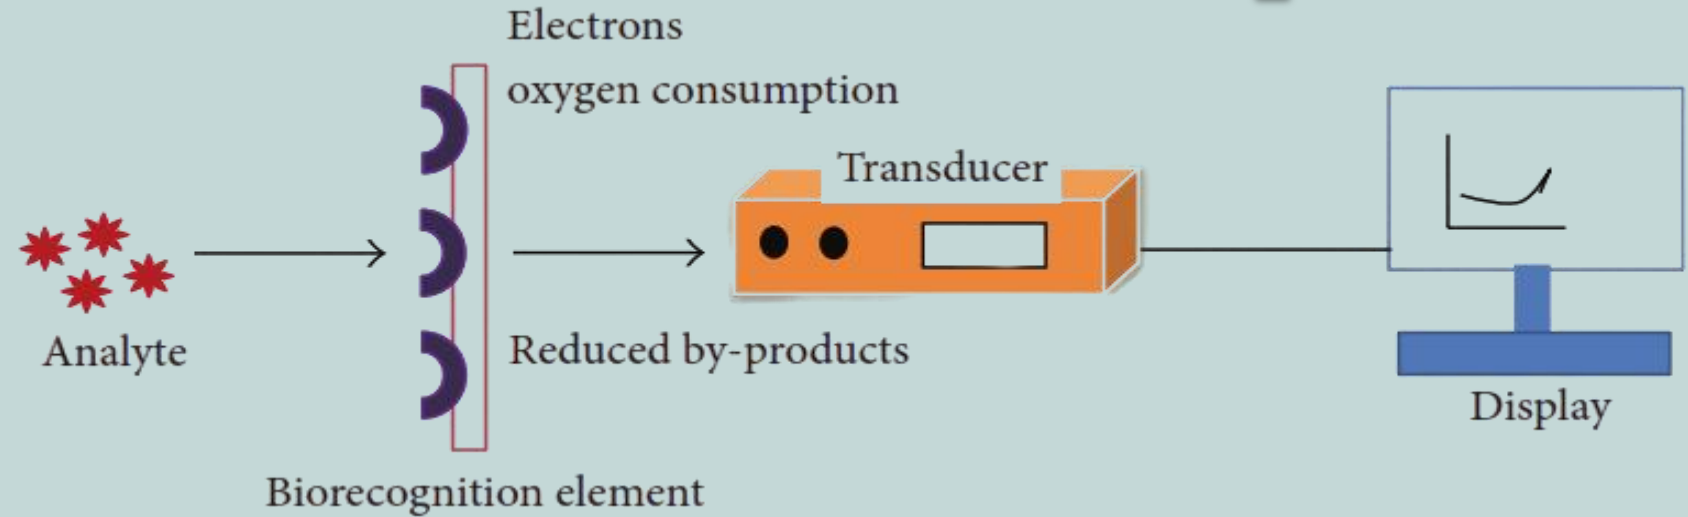 Electrons
oxygen consumption
Transducer
Analyte
Reduced by-products
Display
Biorecognition element